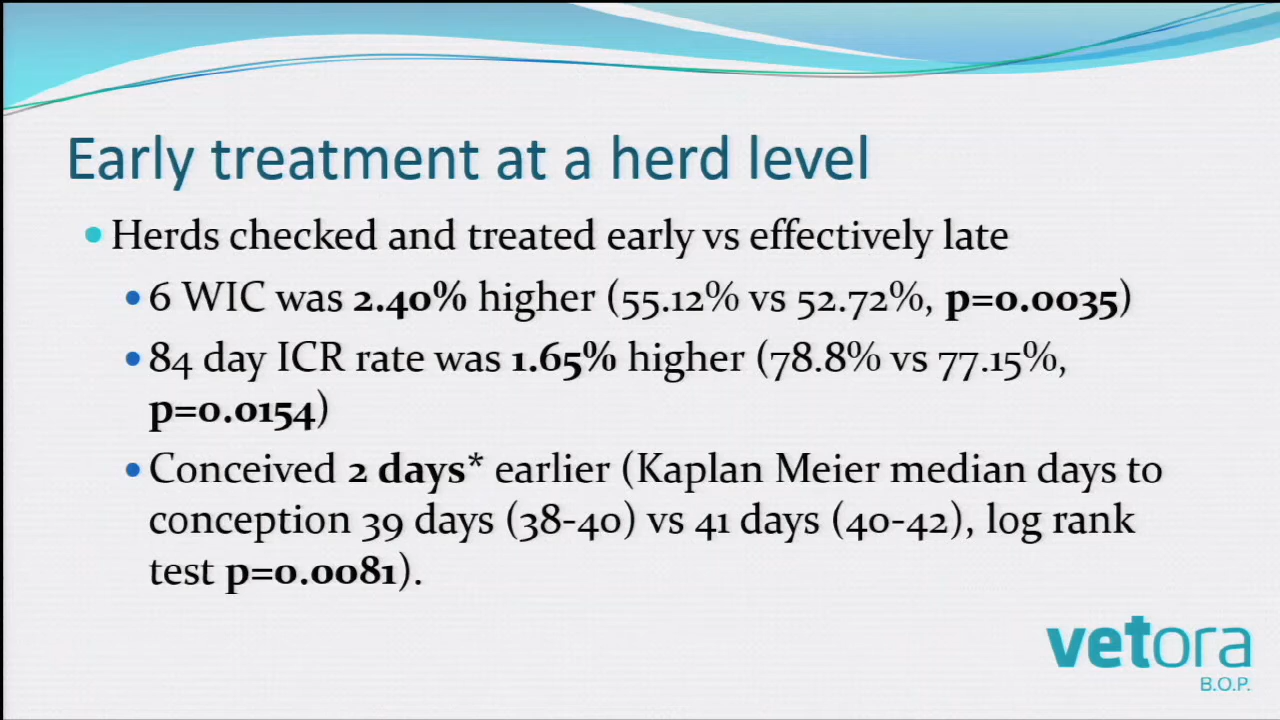 Early treatment at a herd level
• Herds checked and treated early vs effectively late
• 6 WIC was 2.40% higher (55.12% vs 52.72%, p=0.0035)
• 84 day ICR rate was 1.65% higher (78.8% vs 77.15%,
p=0.0154)
• Conceived 2 days* earlier (Kaplan Meier median days to
conception 39 days (38-40) vs 41 days (40-42), log rank
test p=0.0081).
vetora
B.O.P.